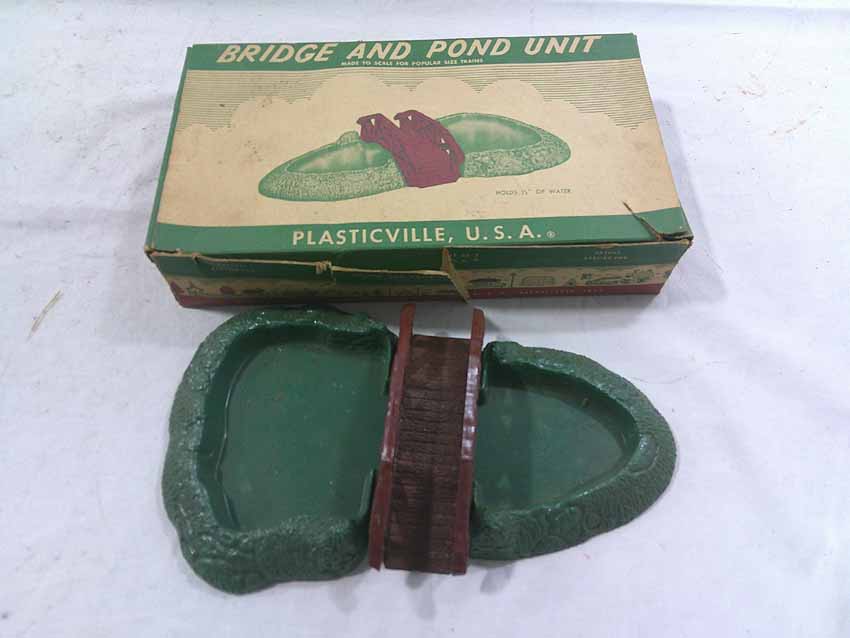 BRIDGE AND POND UNIT
MADE TO SCALE FOR POPULAR SIZE TRAINS
HOLDS ½" OF WATER
PLASTICVILLE, U.S.A.®